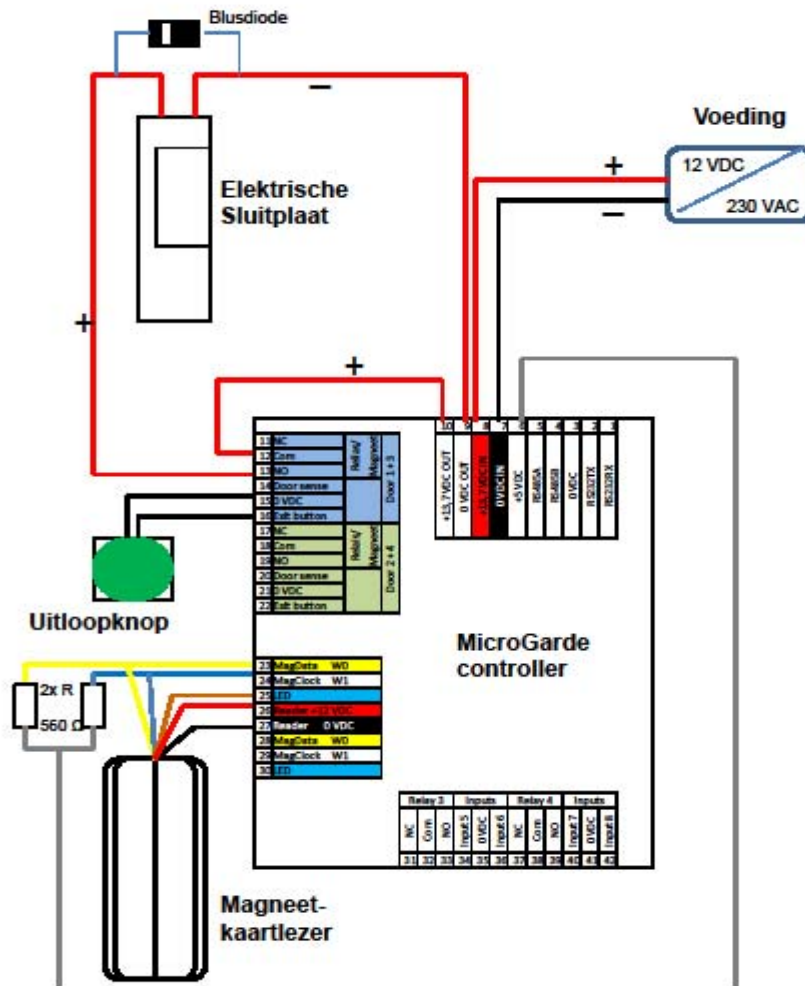 Blusdiode
–
Voeding
+
12 VDC
230 VAC
–
Elektrische
Sluitplaat
+
+
10 9 8 7 6 5 4 3 2 1
+13,7 VDC OUT
0 VDC OUT
+13,7VDC IN
0 VDC IN
+5 VDC
RS485A
RS485B
0 VDC
RS232TX
RS232RX
11 NC
12 Com
13 NO
14 Door sense
15 0 VDC
16 Exit button
Relais/
Magneet
Door 1+3
17 NC
18 Com
19 NO
20 Door sense
21 0 VDC
22 Exit button
Relais/
Magneet
Door 2+4
Uitloopknop
MicroGarde
controller
23 MagData W0
24 MagClock W1
25 LED
26 Reader +12 VDC
27 Reader 0 VDC
28 MagData W0
29 MagClock W1
30 LED
2x R
560 Ω
Relay 3 Inputs Relay 4 Inputs
NC Com NO Input 5 0VDC Input 6 NC Com NO Input 7 0VDC Input 8
31 32 33 34 35 36 37 38 39 40 41 42
Magneet-
kaartlezer